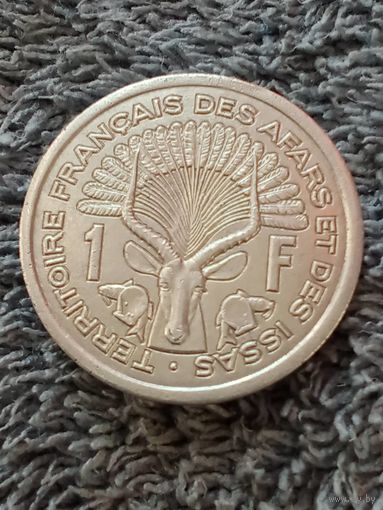 TERRITOIRE FRANÇAIS DES AFARS ET DES ISSAS •
1 F